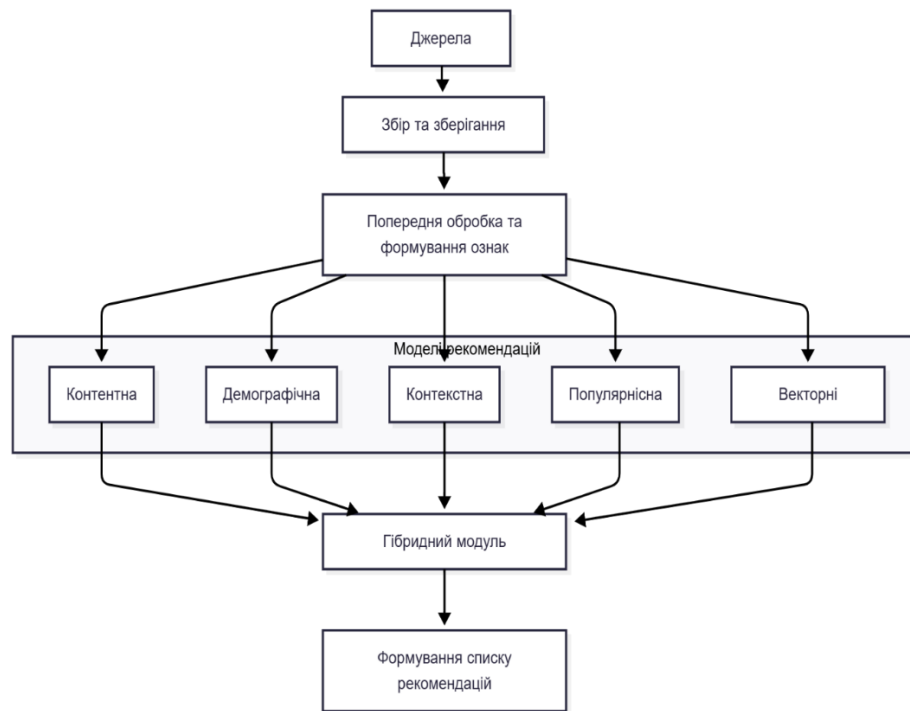 Джерела
Збір та зберігання
Попередня обробка та
формування ознак
Моделі рекомендацій
Контентна
Демографічна
Контекстна
Популярнісна
Векторні
Гібридний модуль
Формування списку
рекомендацій